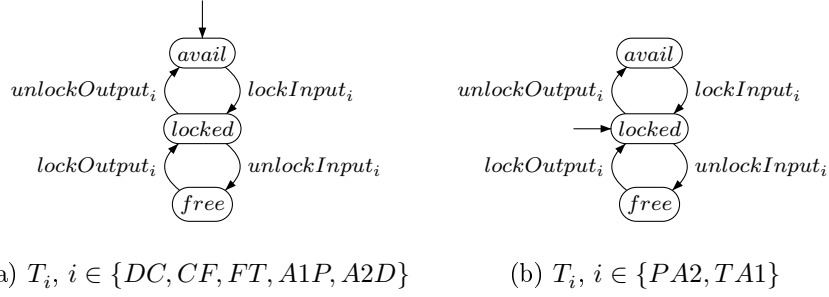 avail avail
unlockOutput_i lockInput_i unlockOutput_i lockInput_i
locked locked
lockOutput_i unlockInput_i lockOutput_i unlockInput_i
free free
a) T_i, i ∈ {DC, CF, FT, A1P, A2D} (b) T_i, i ∈ {PA2, TA1}